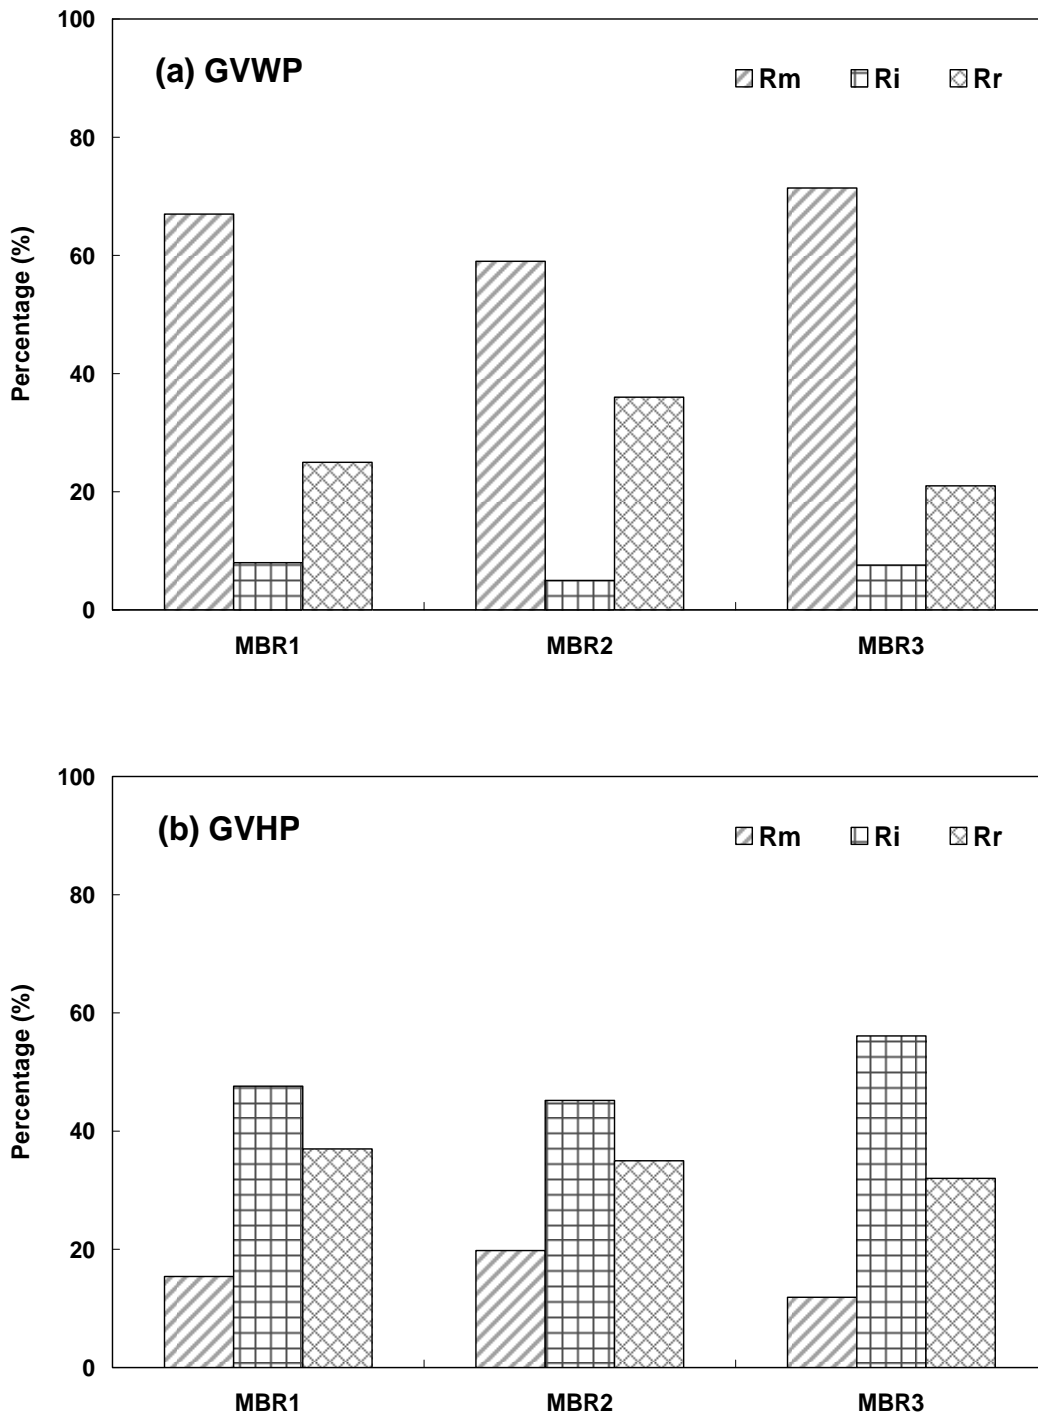 100
(a) GVWP
Rm Ri Rr
80
60
Percentage (%)
40
20
0
MBR1 MBR2 MBR3
100
(b) GVHP
Rm Ri Rr
80
60
Percentage (%)
40
20
0
MBR1 MBR2 MBR3